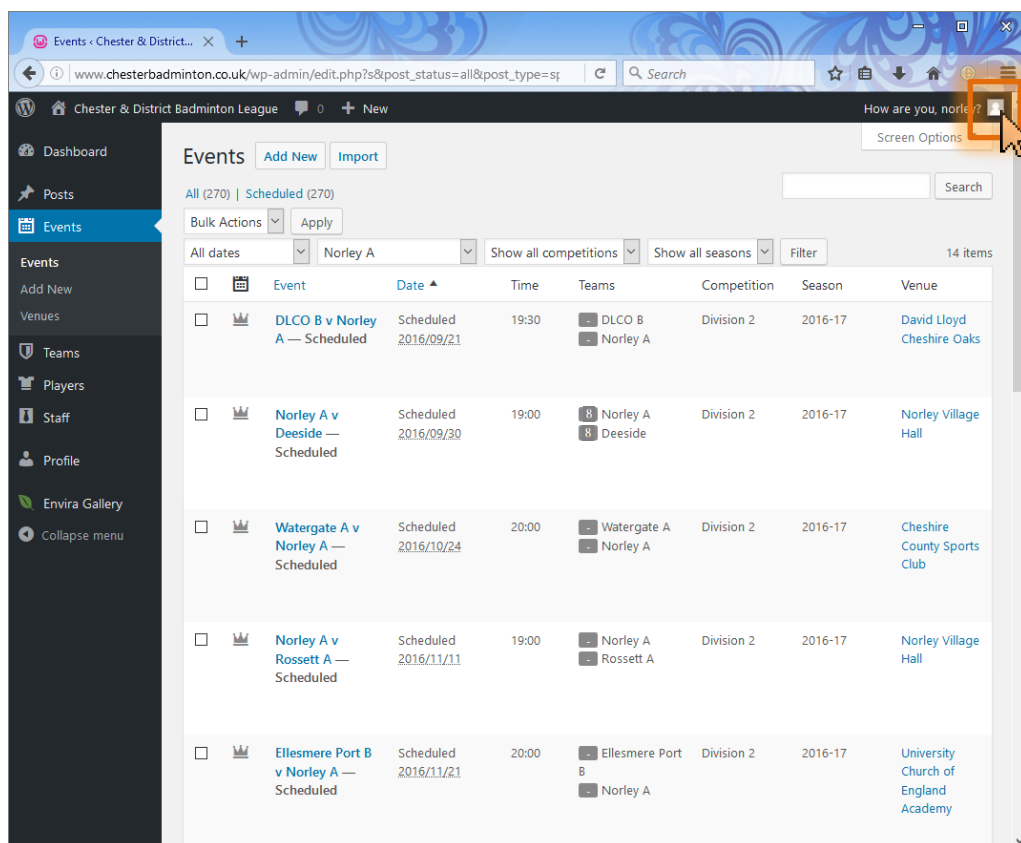 Events ‹ Chester & District...
www.chesterbadminton.co.uk/wp-admin/edit.php?s&post_status=all&post_type=sp
Search
Chester & District Badminton League 0 New
How are you, norley?
Screen Options
Dashboard
Posts
Events
Events
Add New
Venues
Teams
Players
Staff
Profile
Envira Gallery
Collapse menu
Events Add New Import
All (270) | Scheduled (270)
Search
Bulk Actions Apply
All dates Norley A Show all competitions Show all seasons Filter 14 items
Event Date Time Teams Competition Season Venue
DLCO B v Norley Scheduled 19:30 - DLCO B Division 2 2016-17 David Lloyd
A — Scheduled 2016/09/21 - Norley A Cheshire Oaks
Norley A v Scheduled 19:00 8 Norley A Division 2 2016-17 Norley Village
Deeside — 2016/09/30 8 Deeside Hall
Scheduled
Watergate A v Scheduled 20:00 - Watergate A Division 2 2016-17 Cheshire
Norley A — 2016/10/24 - Norley A County Sports
Scheduled Club
Norley A v Scheduled 19:00 - Norley A Division 2 2016-17 Norley Village
Rossett A — 2016/11/11 - Rossett A Hall
Scheduled
Ellesmere Port B Scheduled 20:00 - Ellesmere Port Division 2 2016-17 University
v Norley A — 2016/11/21 B Church of
Scheduled - Norley A England
Academy